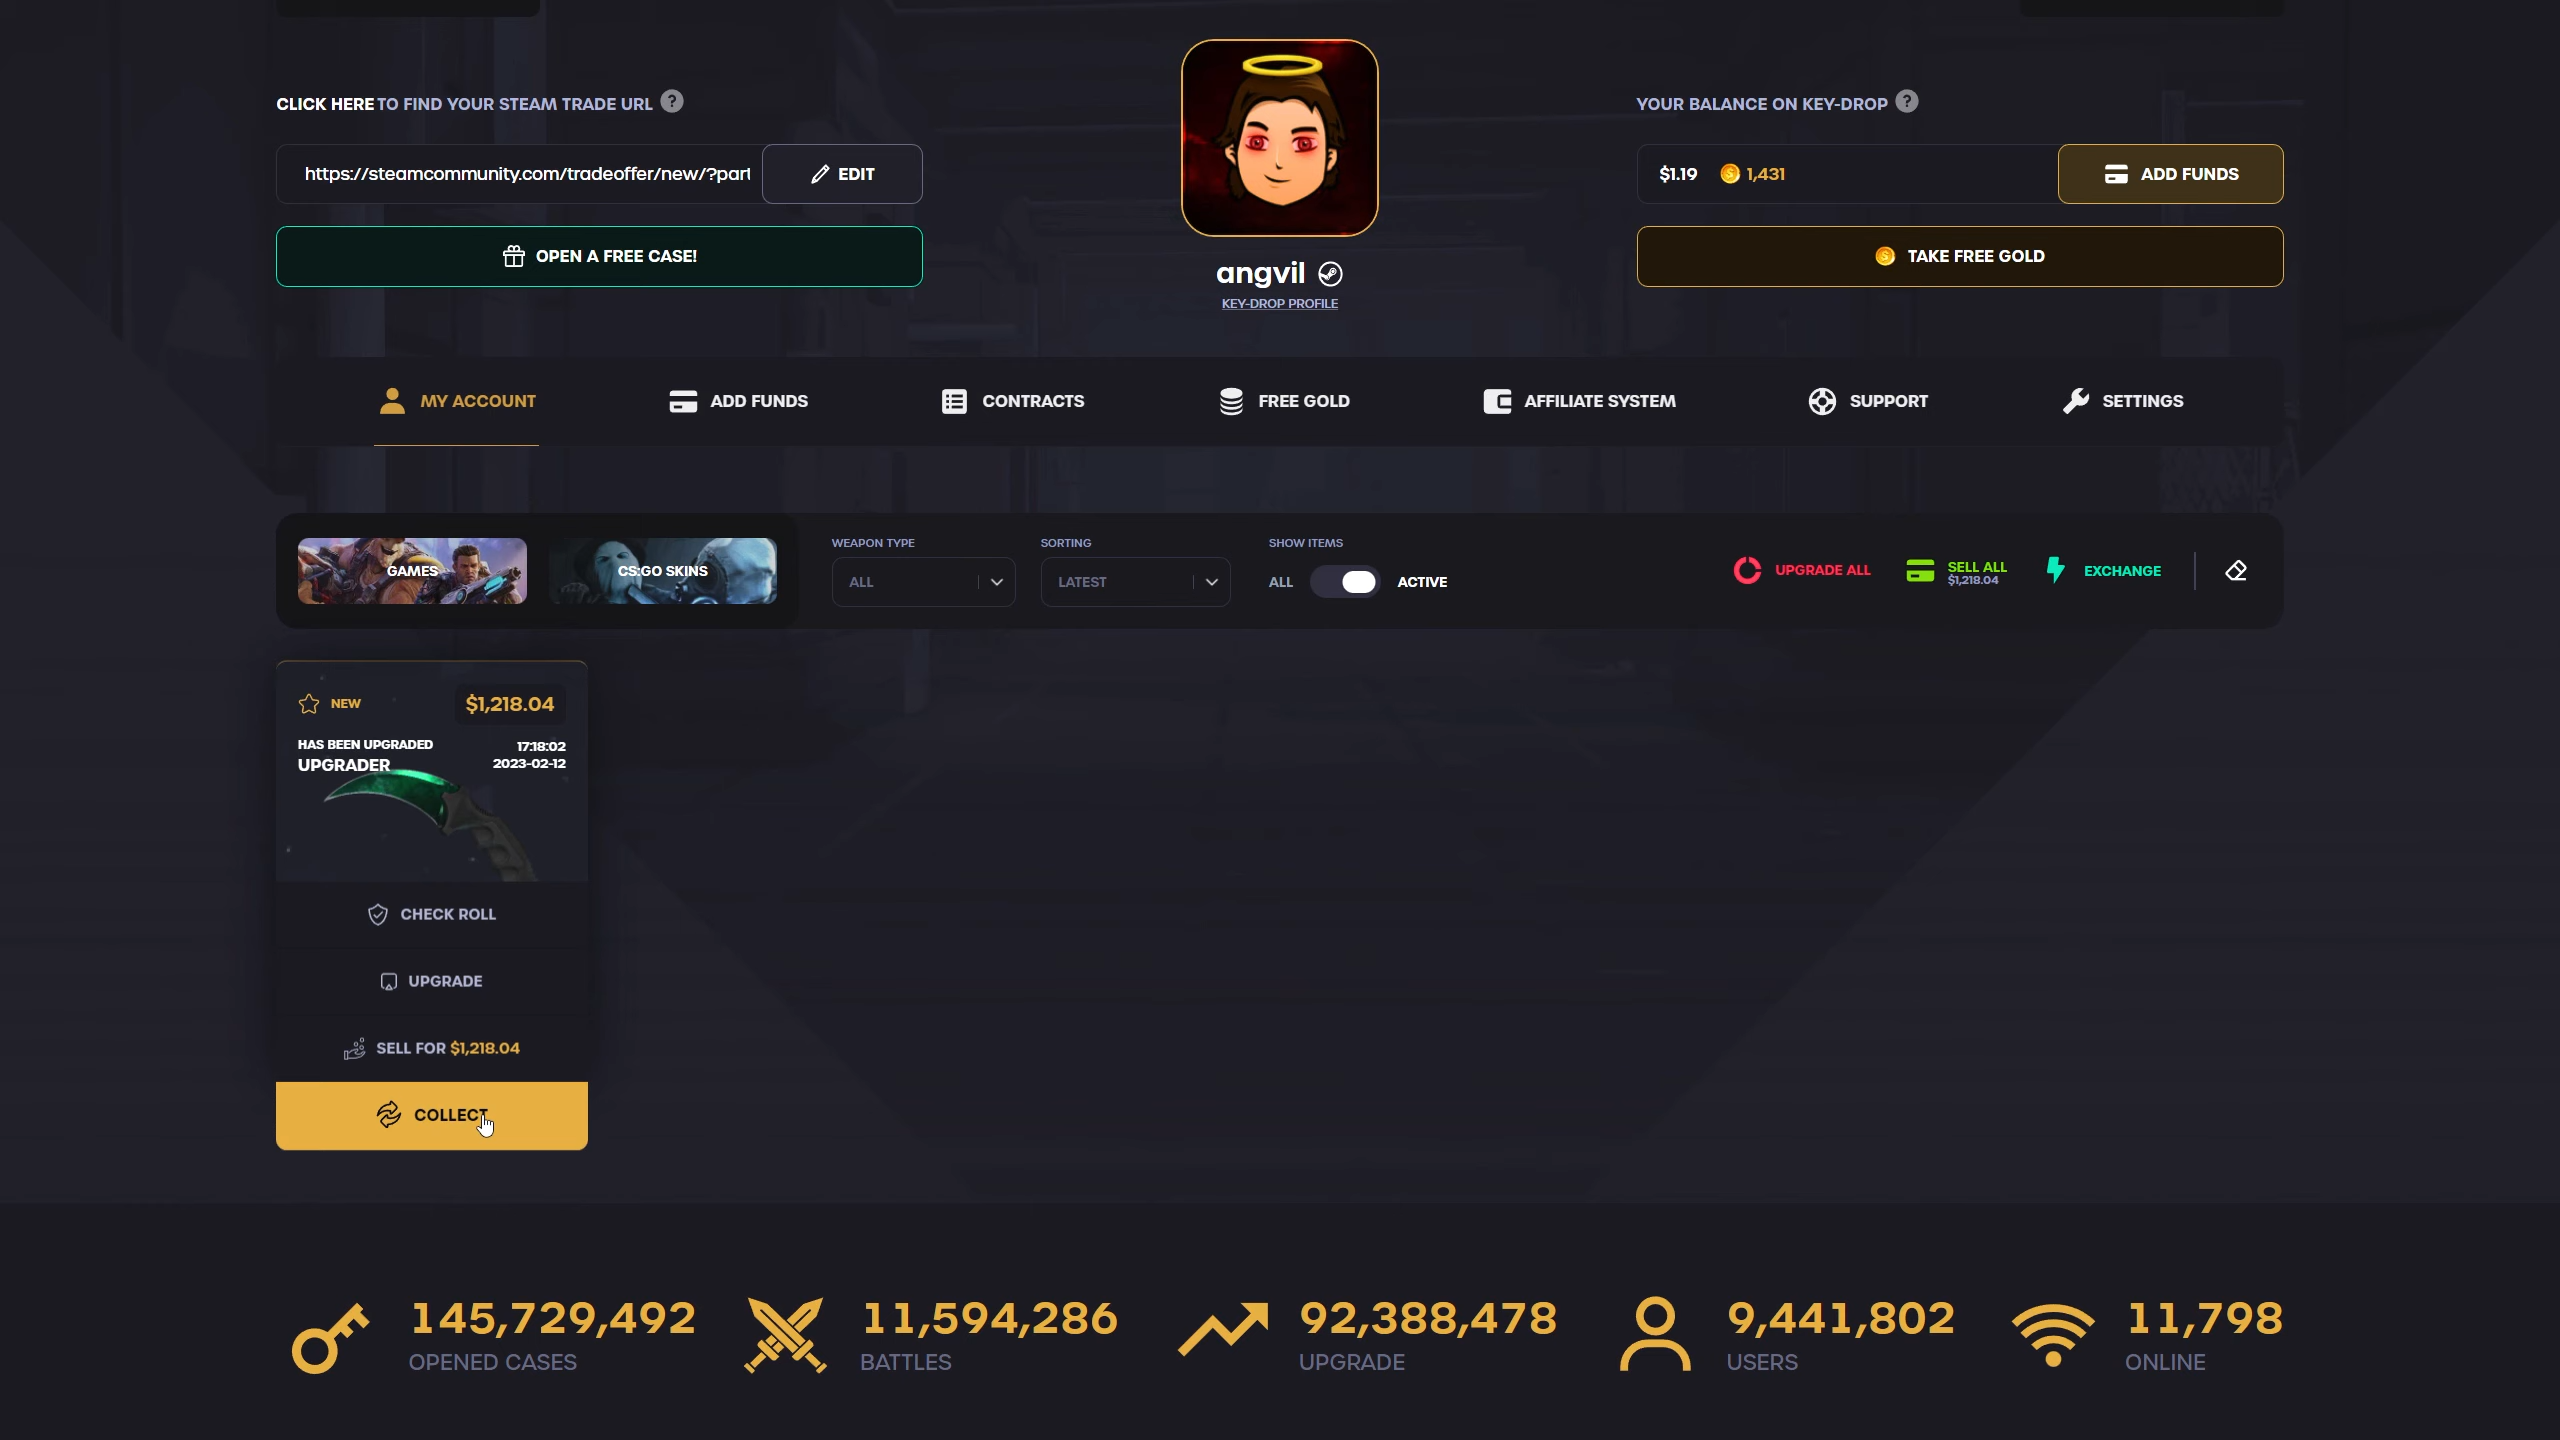 CLICK HERE TO FIND YOUR STEAM TRADE URL ?
https://steamcommunity.com/tradeoffer/new/?part
EDIT
OPEN A FREE CASE!
angvil
KEY-DROP PROFILE
YOUR BALANCE ON KEY-DROP ?
$1.19 1,431
ADD FUNDS
TAKE FREE GOLD
MY ACCOUNT
ADD FUNDS
CONTRACTS
FREE GOLD
AFFILIATE SYSTEM
SUPPORT
SETTINGS
GAMES
CS:GO SKINS
WEAPON TYPE
ALL
SORTING
LATEST
SHOW ITEMS
ALL
ACTIVE
UPGRADE ALL
SELL ALL
$1,218.04
EXCHANGE
NEW
$1,218.04
HAS BEEN UPGRADED
UPGRADER
17:18:02
2023-02-12
CHECK ROLL
UPGRADE
SELL FOR $1,218.04
COLLECT
145,729,492
OPENED CASES
11,594,286
BATTLES
92,388,478
UPGRADE
9,441,802
USERS
11,798
ONLINE